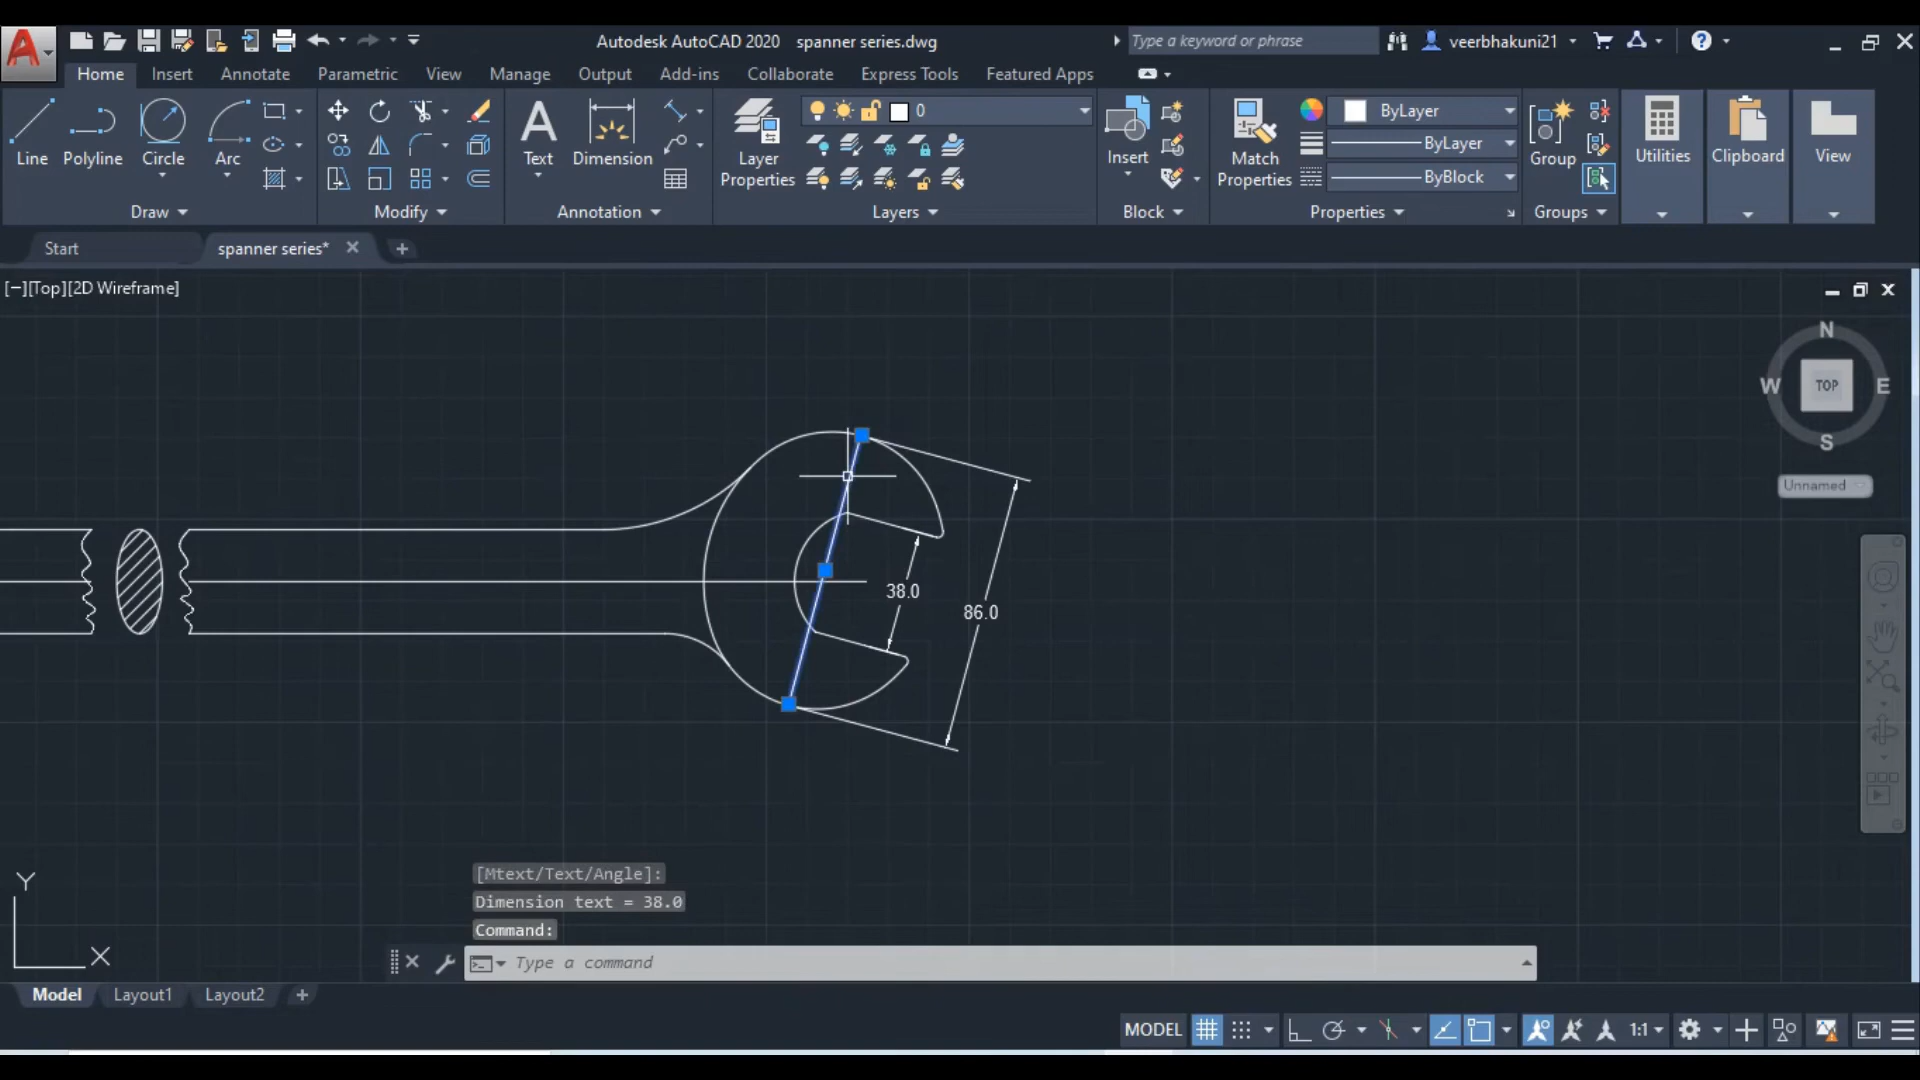 Autodesk AutoCAD 2020 spanner series.dwg
Type a keyword or phrase
veerbhakuni21
Home Insert Annotate Parametric View Manage Output Add-ins Collaborate Express Tools Featured Apps
Line Polyline Circle Arc
Draw
Modify
Text Dimension
Annotation
Layer Properties
0
Layers
Insert
Block
Match Properties
ByLayer
ByLayer
ByBlock
Properties
Group
Groups
Utilities
Clipboard
View
Start
spanner series*
[−][Top][2D Wireframe]
N
W TOP E
S
Unnamed
38.0
86.0
[Mtext/Text/Angle]:
Dimension text = 38.0
Command:
Type a command
Y
X
Model Layout1 Layout2
MODEL
1:1